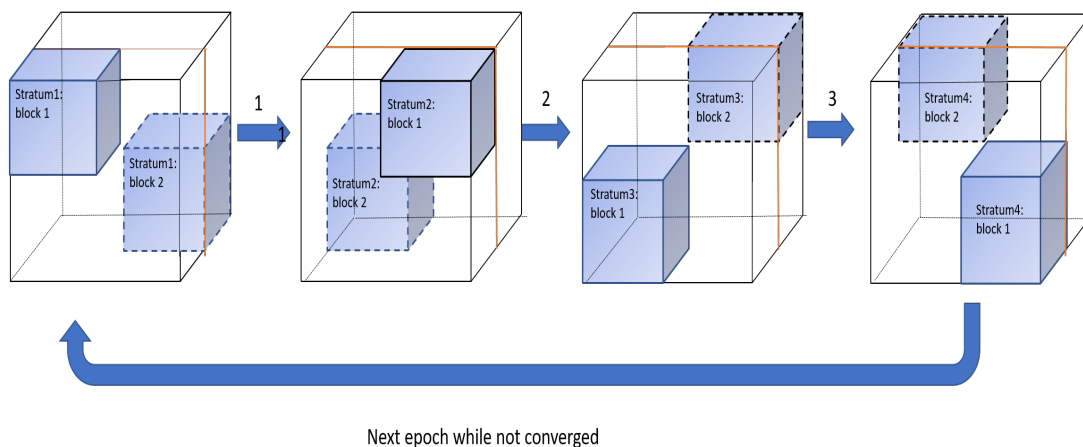 Stratum1:
block 1
Stratum1:
block 2
1
1
Stratum2:
block 1
Stratum2:
block 2
2
Stratum3:
block 2
Stratum3:
block 1
3
Stratum4:
block 2
Stratum4:
block 1
Next epoch while not converged